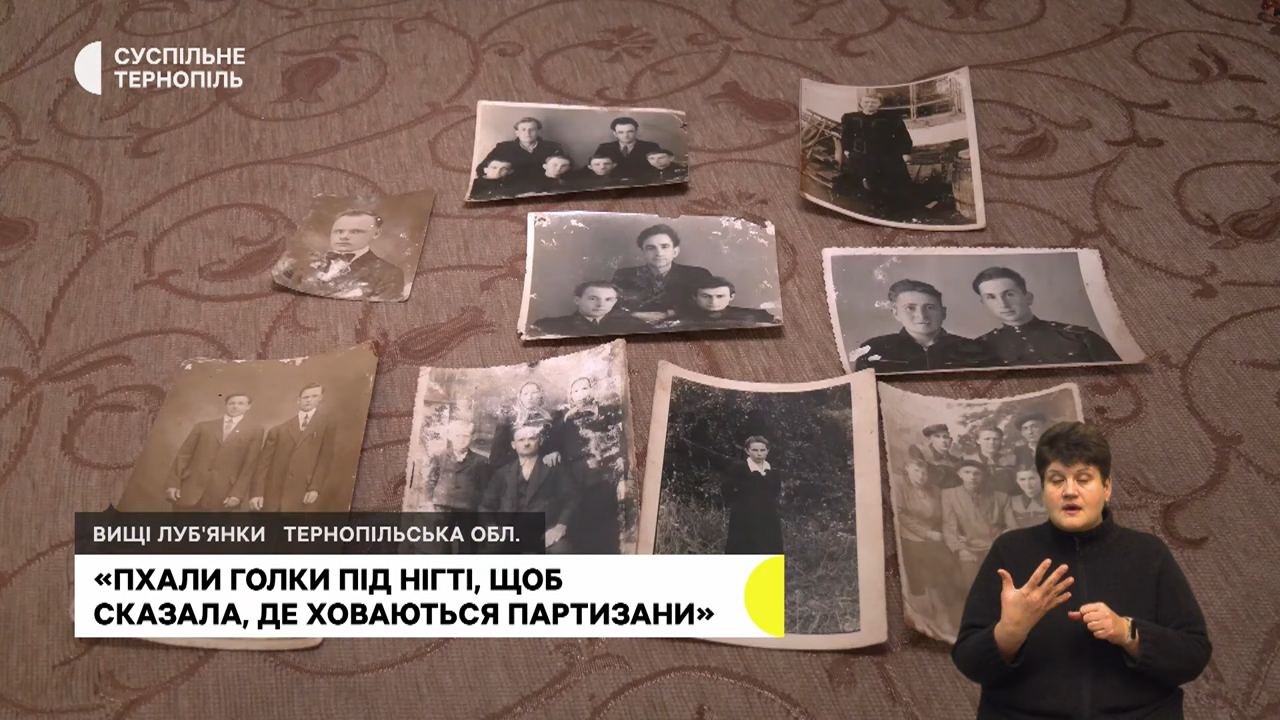 СУСПІЛЬНЕ
ТЕРНОПІЛЬ
ВИЩІ ЛУБ'ЯНКИ ТЕРНОПІЛЬСЬКА ОБЛ.
«ПХАЛИ ГОЛКИ ПІД НІГТІ, ЩОБ
СКАЗАЛА, ДЕ ХОВАЮТЬСЯ ПАРТИЗАНИ»